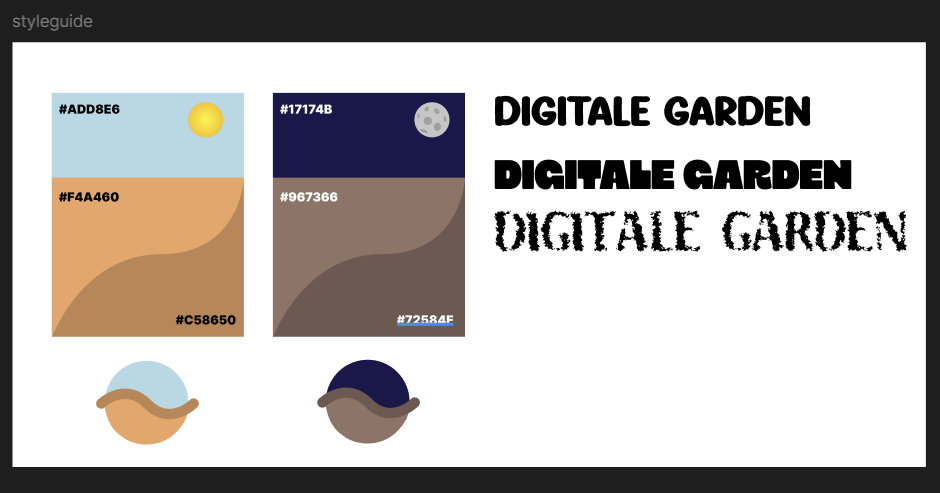 styleguide
#ADD8E6
#F4A460
#C58650
#17174B
#967366
#72584F
DIGITALE GARDEN
DIGITALE GARDEN
DIGITALE GARDEN